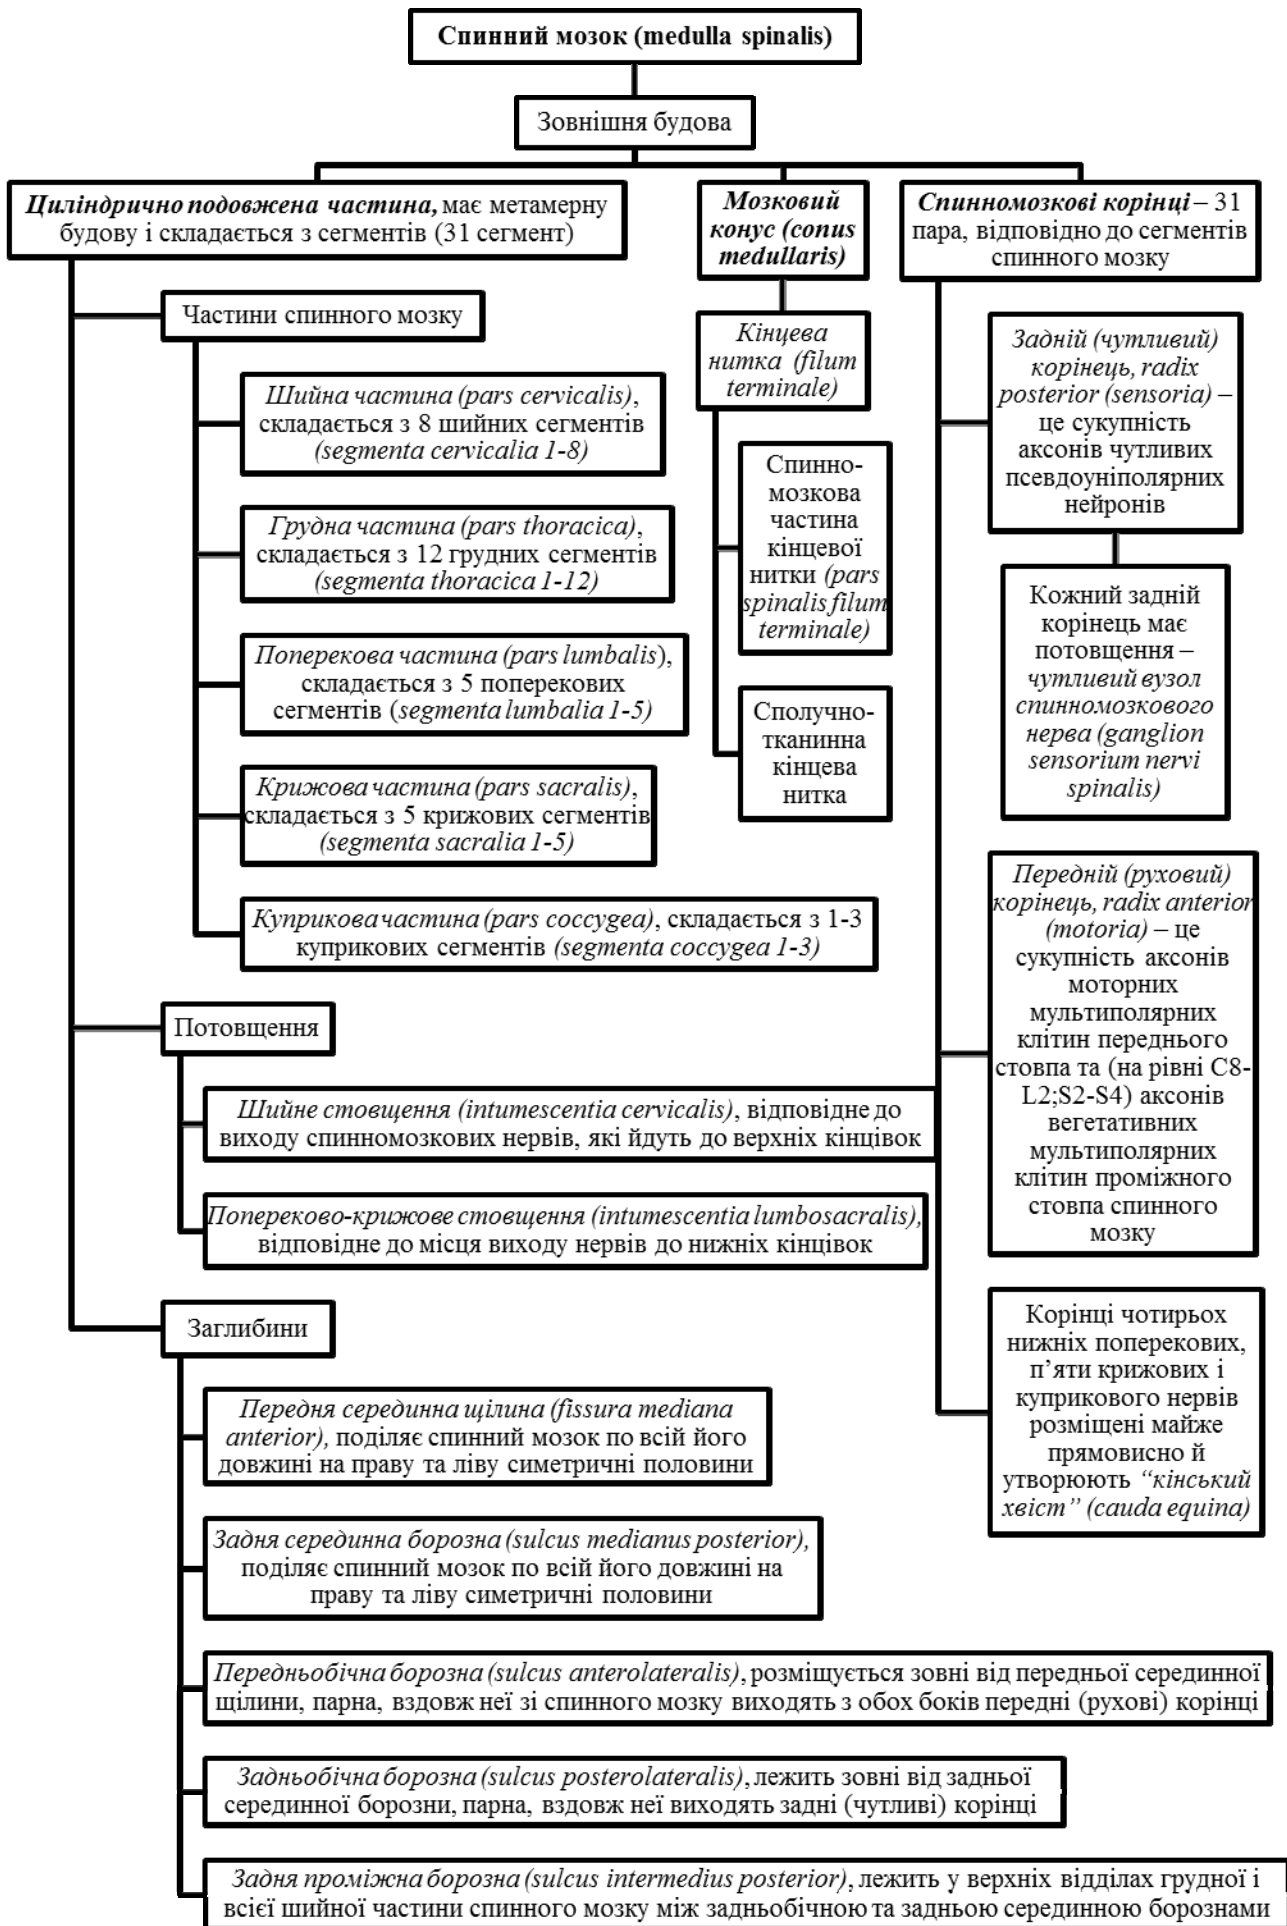 Спинний мозок (medulla spinalis)
Зовнішня будова
Циліндрично подовжена частина, має метамерну
будову і складається з сегментів (31 сегмент)
Частини спинного мозку
Шийна частина (pars cervicalis),
складається з 8 шийних сегментів
(segmenta cervicalia 1-8)
Грудна частина (pars thoracica),
складається з 12 грудних сегментів
(segmenta thoracica 1-12)
Поперекова частина (pars lumbalis),
складається з 5 поперекових
сегментів (segmenta lumbalia 1-5)
Крижова частина (pars sacralis),
складається з 5 крижових сегментів
(segmenta sacralia 1-5)
Куприкова частина (pars coccygea), складається з 1-3
куприкових сегментів (segmenta coccygea 1-3)
Потовщення
Шийне стовщення (intumescentia cervicalis), відповідне до
виходу спинномозкових нервів, які йдуть до верхніх кінцівок
Попереково-крижове стовщення (intumescentia lumbosacralis),
відповідне до місця виходу нервів до нижніх кінцівок
Заглибини
Передня серединна щілина (fissura mediana
anterior), поділяє спинний мозок по всій його
довжині на праву та ліву симетричні половини
Задня серединна борозна (sulcus medianus posterior),
поділяє спинний мозок по всій його довжині на
праву та ліву симетричні половини
Передньобічна борозна (sulcus anterolateralis), розміщується зовні від передньої серединної
щілини, парна, вздовж неї зі спинного мозку виходять з обох боків передні (рухові) корінці
Задньобічна борозна (sulcus posterolateralis), лежить зовні від задньої
серединної борозни, парна, вздовж неї виходять задні (чутливі) корінці
Задня проміжна борозна (sulcus intermedius posterior), лежить у верхніх відділах грудної і
всієї шийної частини спинного мозку між задньобічною та задньою серединною борознами
Мозковий
конус (conus
medullaris)
Кінцева
нитка (filum
terminale)
Спинно-
мозкова
частина
кінцевої
нитки (pars
spinalis filum
terminale)
Сполучно-
тканинна
кінцева
нитка
Спинномозкові корінці – 31
пара, відповідно до сегментів
спинного мозку
Задній (чутливий)
корінець, radix
posterior (sensoria) –
це сукупність
аксонів чутливих
псевдоуніполярних
нейронів
Кожний задній
корінець має
потовщення –
чутливий вузол
спинномозкового
нерва (ganglion
sensorium nervi
spinalis)
Передній (руховий)
корінець, radix anterior
(motoria) – це
сукупність аксонів
моторних
мультиполярних
клітин переднього
стовпа та (на рівні C8-
L2;S2-S4) аксонів
вегетативних
мультиполярних
клітин проміжного
стовпа спинного
мозку
Корінці чотирьох
нижніх поперекових,
п’яти крижових і
куприкового нервів
розміщені майже
прямовисно й
утворюють “кінський
хвіст” (cauda equina)